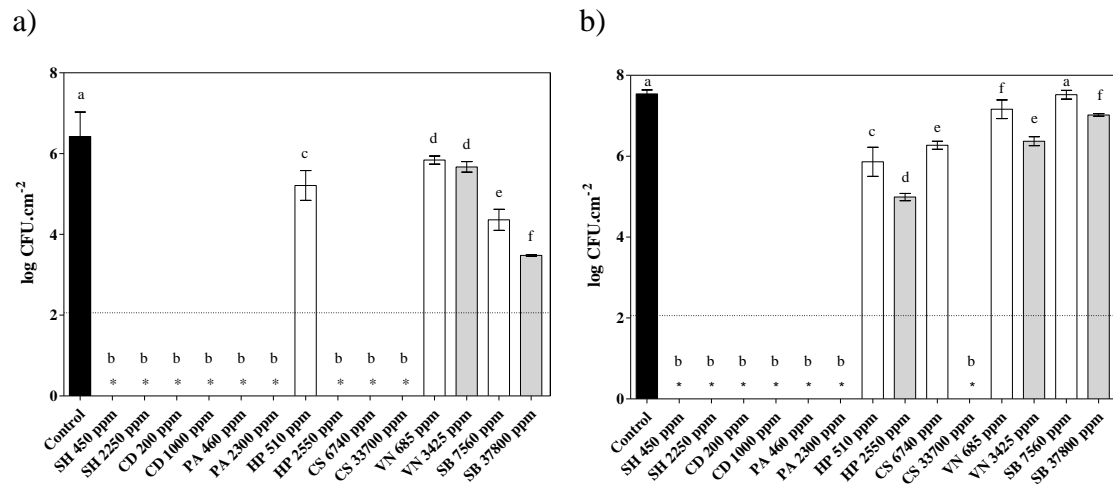 a)
b)
log CFU.cm-2
8
6
4
2
0
a
b b b b b b
c
b b b
d d
e
f
* * * * * *
* * *
Control
SH 450 ppm
SH 2250 ppm
CD 200 ppm
CD 1000 ppm
PA 460 ppm
PA 2300 ppm
HP 510 ppm
HP 2550 ppm
CS 6740 ppm
CS 33700 ppm
VN 685 ppm
VN 3425 ppm
SB 7560 ppm
SB 37800 ppm
log CFU.cm-2
8
6
4
2
0
a
b b b b b b
c
d
e
b
f
e
a
f
* * * * * *
*
Control
SH 450 ppm
SH 2250 ppm
CD 200 ppm
CD 1000 ppm
PA 460 ppm
PA 2300 ppm
HP 510 ppm
HP 2550 ppm
CS 6740 ppm
CS 33700 ppm
VN 685 ppm
VN 3425 ppm
SB 7560 ppm
SB 37800 ppm